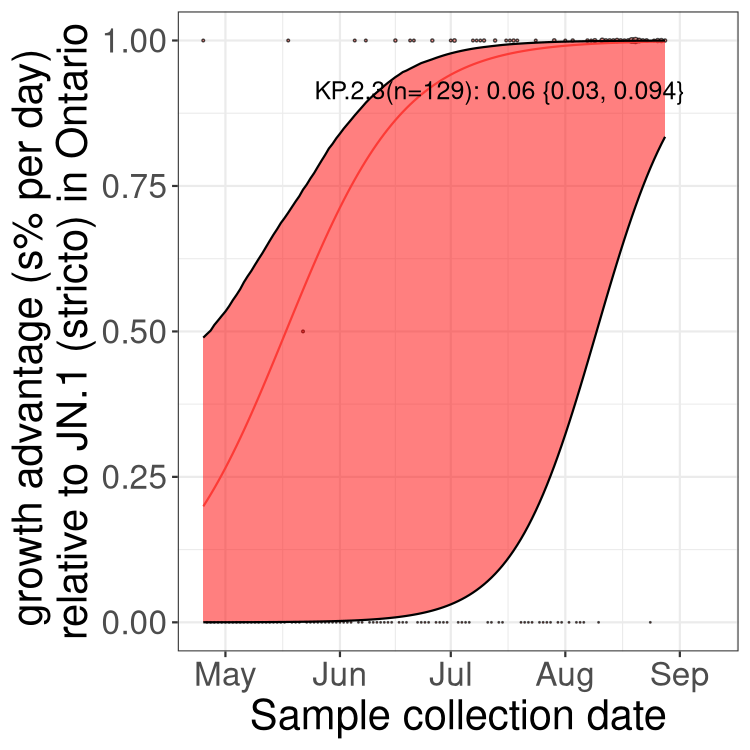 growth advantage (s% per day)
relative to JN.1 (stricto) in Ontario
1.00
0.75
0.50
0.25
0.00
KP.2.3(n=129): 0.06 {0.03, 0.094}
May Jun Jul Aug Sep
Sample collection date